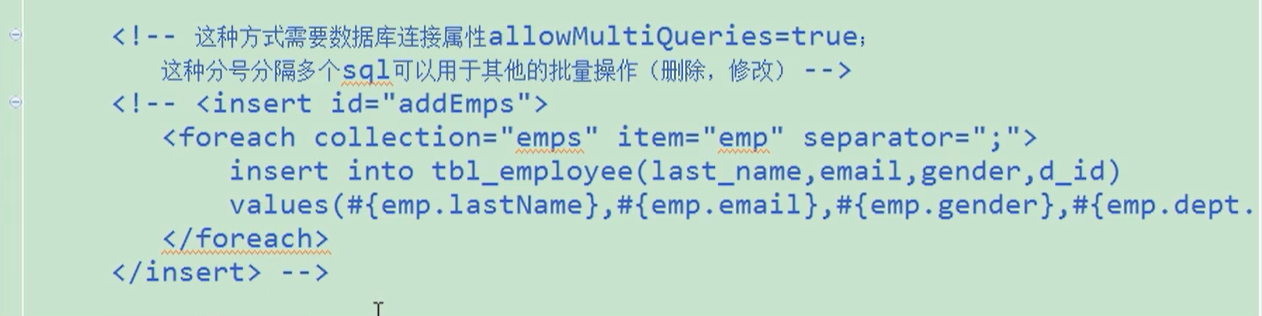 <!-- 这种方式需要数据库连接属性allowMultiQueries=true;
这种分号分隔多个sql可以用于其他的批量操作（删除，修改） -->
<!-- <insert id="addEmps">
<foreach collection="emps" item="emp" separator=";">
insert into tbl_employee(last_name,email,gender,d_id)
values(#{emp.lastName},#{emp.email},#{emp.gender},#{emp.dept.
</foreach>
</insert> -->